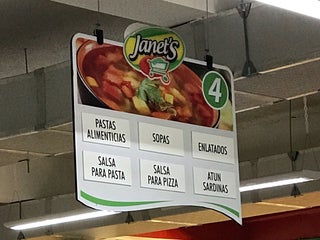 Janet's
4
PASTAS
ALIMENTICIAS
SOPAS
ENLATADOS
SALSA
PARA PASTA
SALSA
PARA PIZZA
ATUN
SARDINAS